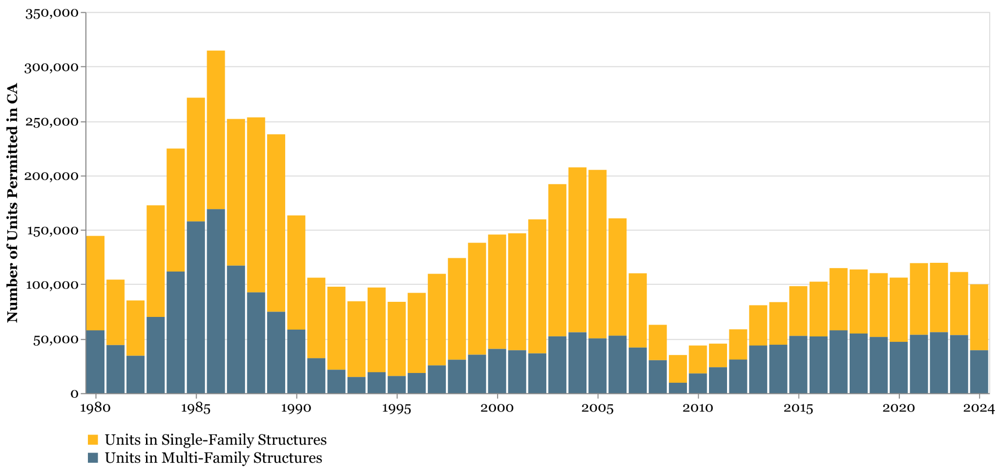 Number of Units Permitted in CA
350,000
300,000
250,000
200,000
150,000
100,000
50,000
0
1980 1985 1990 1995 2000 2005 2010 2015 2020 2024
Units in Single-Family Structures
Units in Multi-Family Structures